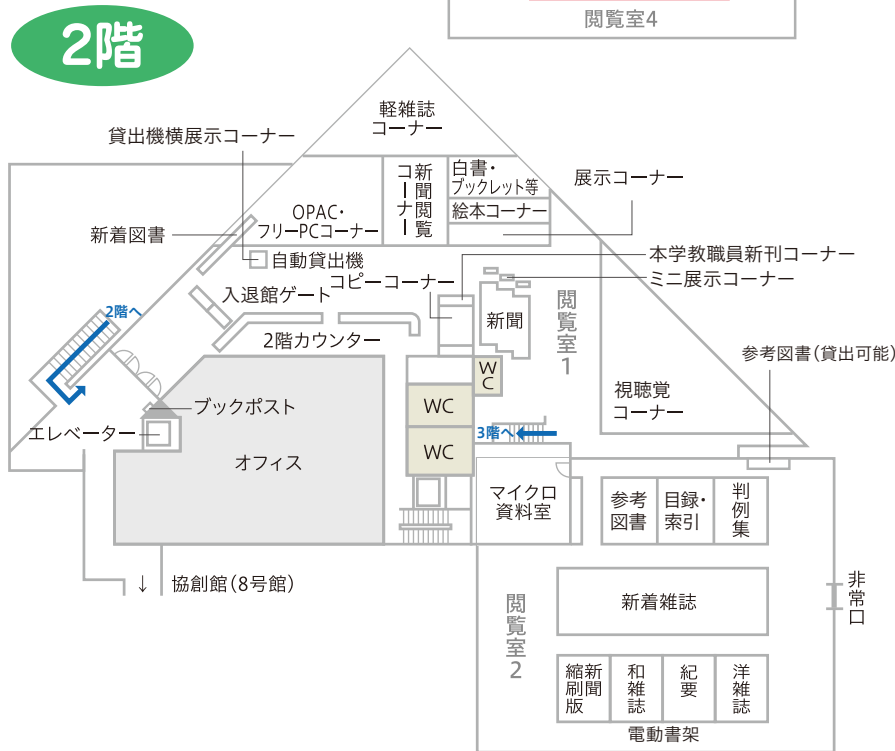 閲覧室4
2階
軽雑誌
コーナー
貸出機横展示コーナー
新聞閲覧
コーナー
白書・
ブックレット等
展示コーナー
絵本コーナー
OPAC・
フリーPCコーナー
新着図書
自動貸出機
本学教職員新刊コーナー
コピーコーナー
ミニ展示コーナー
入退館ゲート
2階へ
新聞
閲覧室1
2階カウンター
参考図書(貸出可能)
WC
視聴覚
コーナー
ブックポスト
WC
エレベーター
3階へ
WC
オフィス
マイクロ
資料室
参考
図書
目録・
索引
判例集
↓ 協創館(8号館)
非常口
閲覧室2
新着雑誌
新聞
縮刷版
和雑誌
紀要
洋雑誌
電動書架